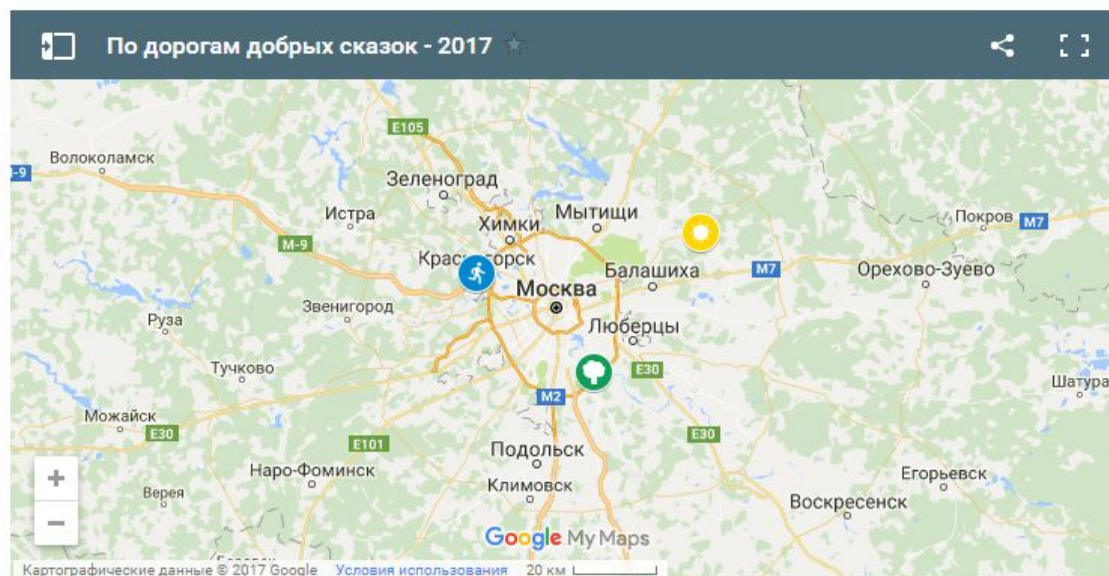 По дорогам добрых сказок - 2017
E105
Волоколамск
-9
Зеленоград
Истра
Химки
Мытищи
Покров
M7
M-9
Красногорск
Балашиха
M7
Орехово-Зуево
Москва
Звенигород
Руза
Люберцы
Тучково
E30
Шатура
M2
Можайск
E30
E101
E30
Подольск
Наро-Фоминск
Егорьевск
Климовск
Верея
Воскресенск
Google My Maps
Картографические данные © 2017 Google Условия использования 20 км